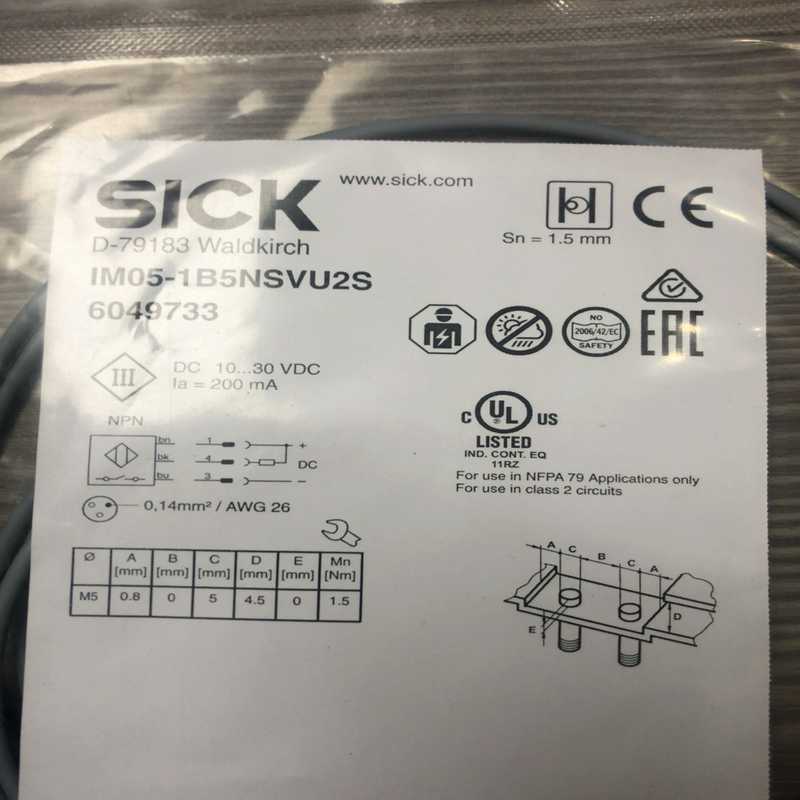 SICK
www.sick.com
D-79183 Waldkirch
Sn = 1.5 mm
CE
IM05-1B5NSVU2S
6049733
NO
2006/42/EC
SAFETY
EAC
III
DC 10...30 VDC
Ia = 200 mA
NPN
bn 1 +
bk 4 DC
bu 3 −
0,14mm² / AWG 26
C UL US
LISTED
IND. CONT. EQ
11RZ
For use in NFPA 79 Applications only
For use in class 2 circuits
Ø A [mm] B [mm] C [mm] D [mm] E [mm] Mn [Nm]
M5 0.8 0 5 4.5 0 1.5
A C B C A
E D